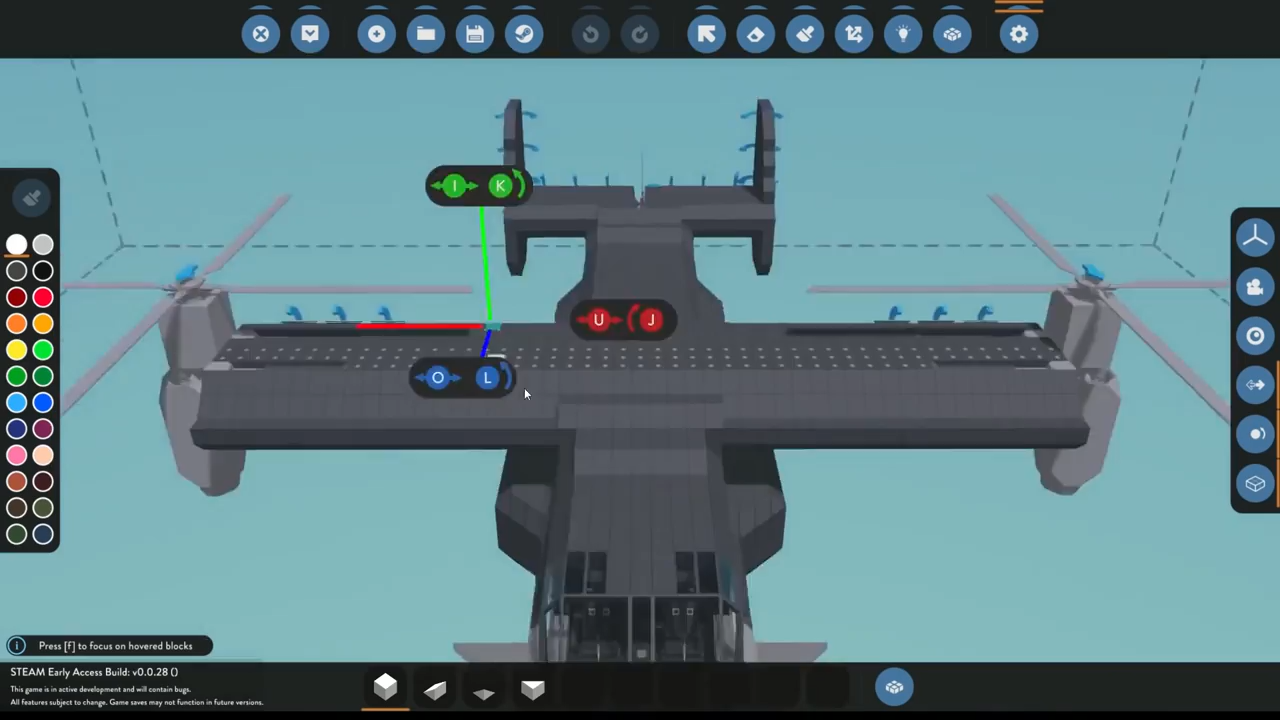 I K
U J
O L
Press [f] to focus on hovered blocks
STEAM Early Access Build: v0.0.28 ()
This game is in active development and will contain bugs.
All features subject to change. Game saves may not function in future versions.